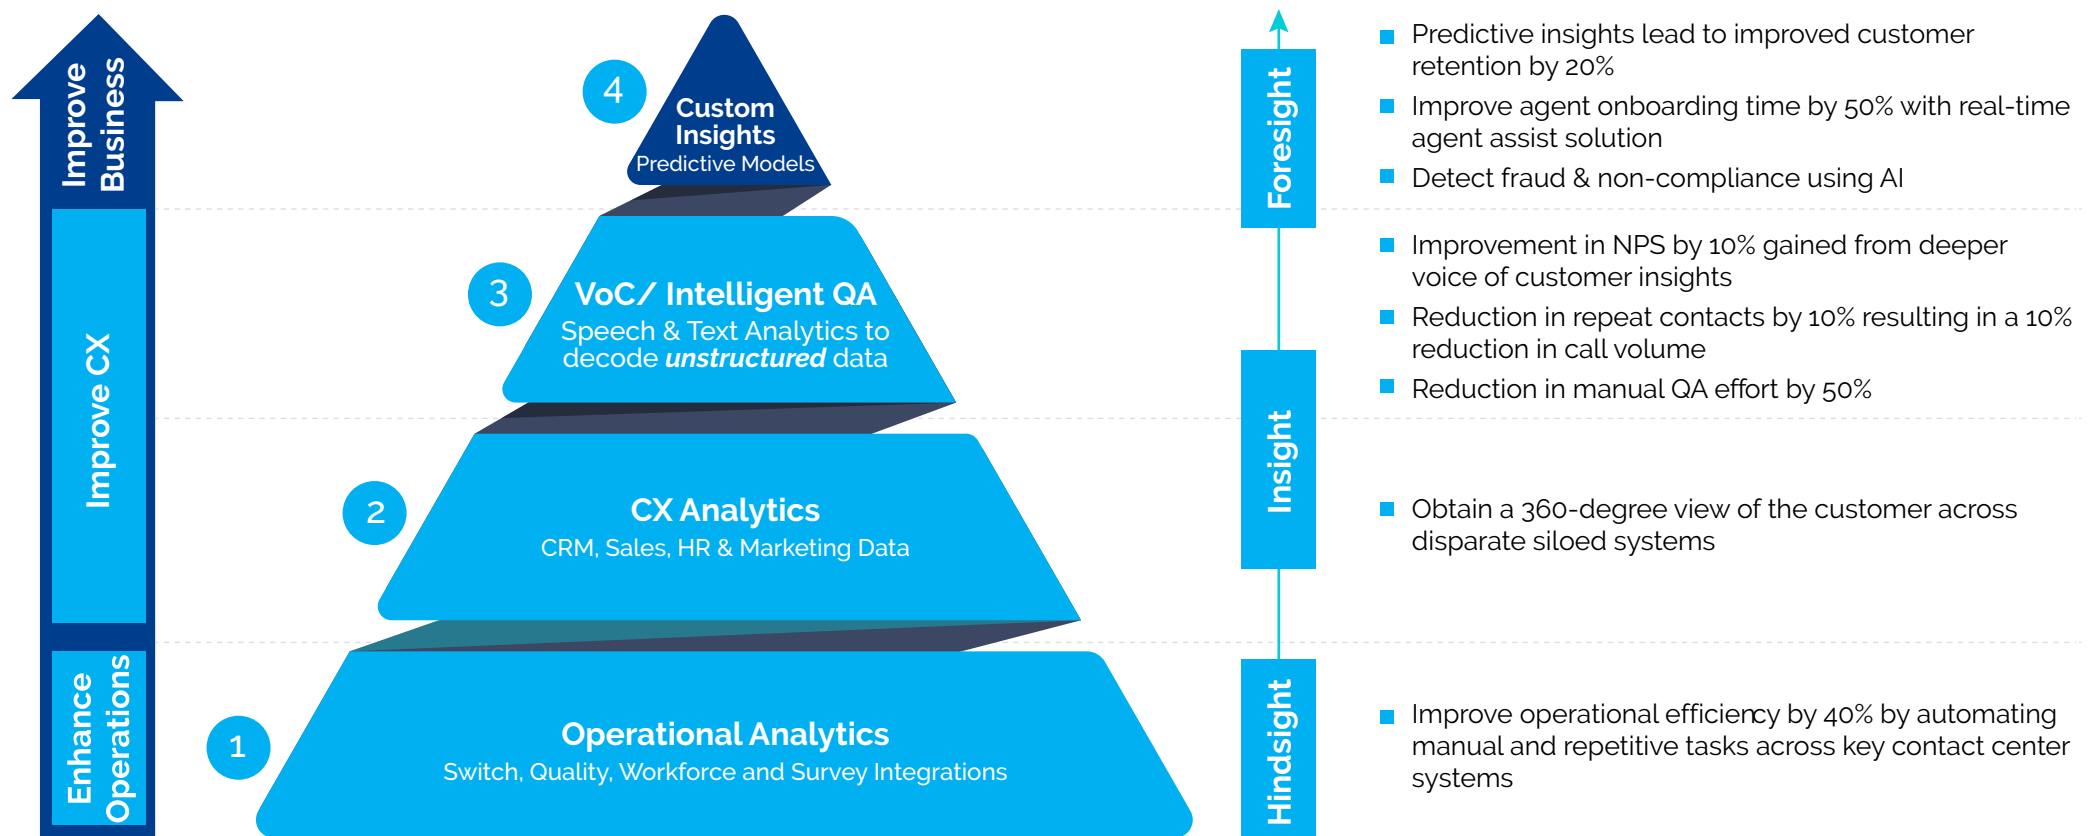 Improve
Business
Improve CX
Enhance
Operations
4
Custom
Insights
Predictive Models
3
VoC/ Intelligent QA
Speech & Text Analytics to
decode unstructured data
2
CX Analytics
CRM, Sales, HR & Marketing Data
1
Operational Analytics
Switch, Quality, Workforce and Survey Integrations
Foresight
Insight
Hindsight
Predictive insights lead to improved customer
retention by 20%
Improve agent onboarding time by 50% with real-time
agent assist solution
Detect fraud & non-compliance using AI
Improvement in NPS by 10% gained from deeper
voice of customer insights
Reduction in repeat contacts by 10% resulting in a 10%
reduction in call volume
Reduction in manual QA effort by 50%
Obtain a 360-degree view of the customer across
disparate siloed systems
Improve operational efficiency by 40% by automating
manual and repetitive tasks across key contact center
systems